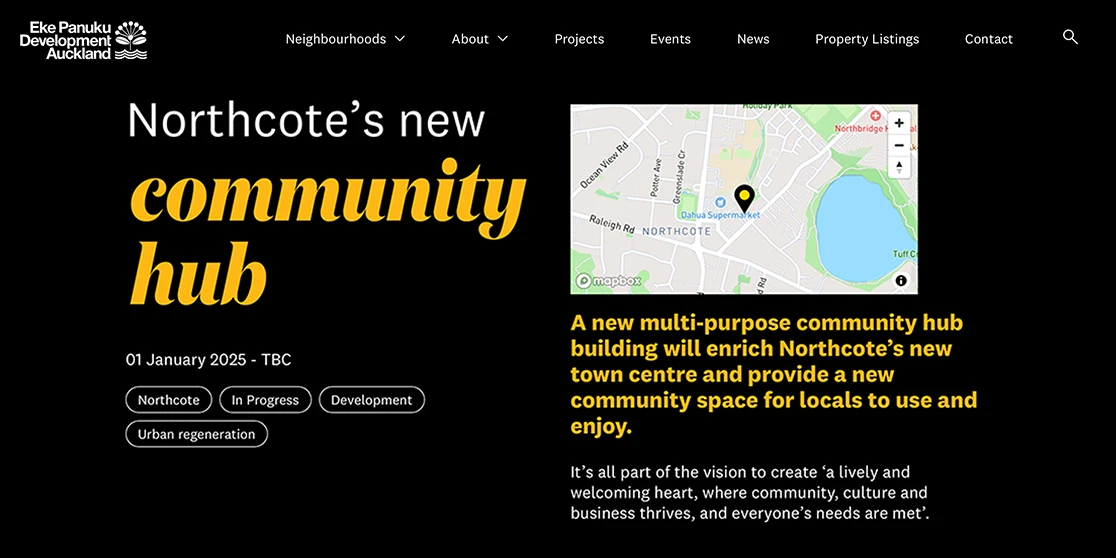 Eke Panuku
Development
Auckland
Neighbourhoods
About
Projects
Events
News
Property Listings
Contact
Northcote’s new
community
hub
01 January 2025 - TBC
Northcote
In Progress
Development
Urban regeneration
Holiday Park
Northbridge
Ocean View Rd
Potter Ave
Greenslade Cr
Dahua Supermarket
Raleigh Rd
NORTHCOTE
Tuff
Rd
mapbox
A new multi-purpose community hub
building will enrich Northcote’s new
town centre and provide a new
community space for locals to use and
enjoy.
It’s all part of the vision to create ‘a lively and
welcoming heart, where community, culture and
business thrives, and everyone’s needs are met’.